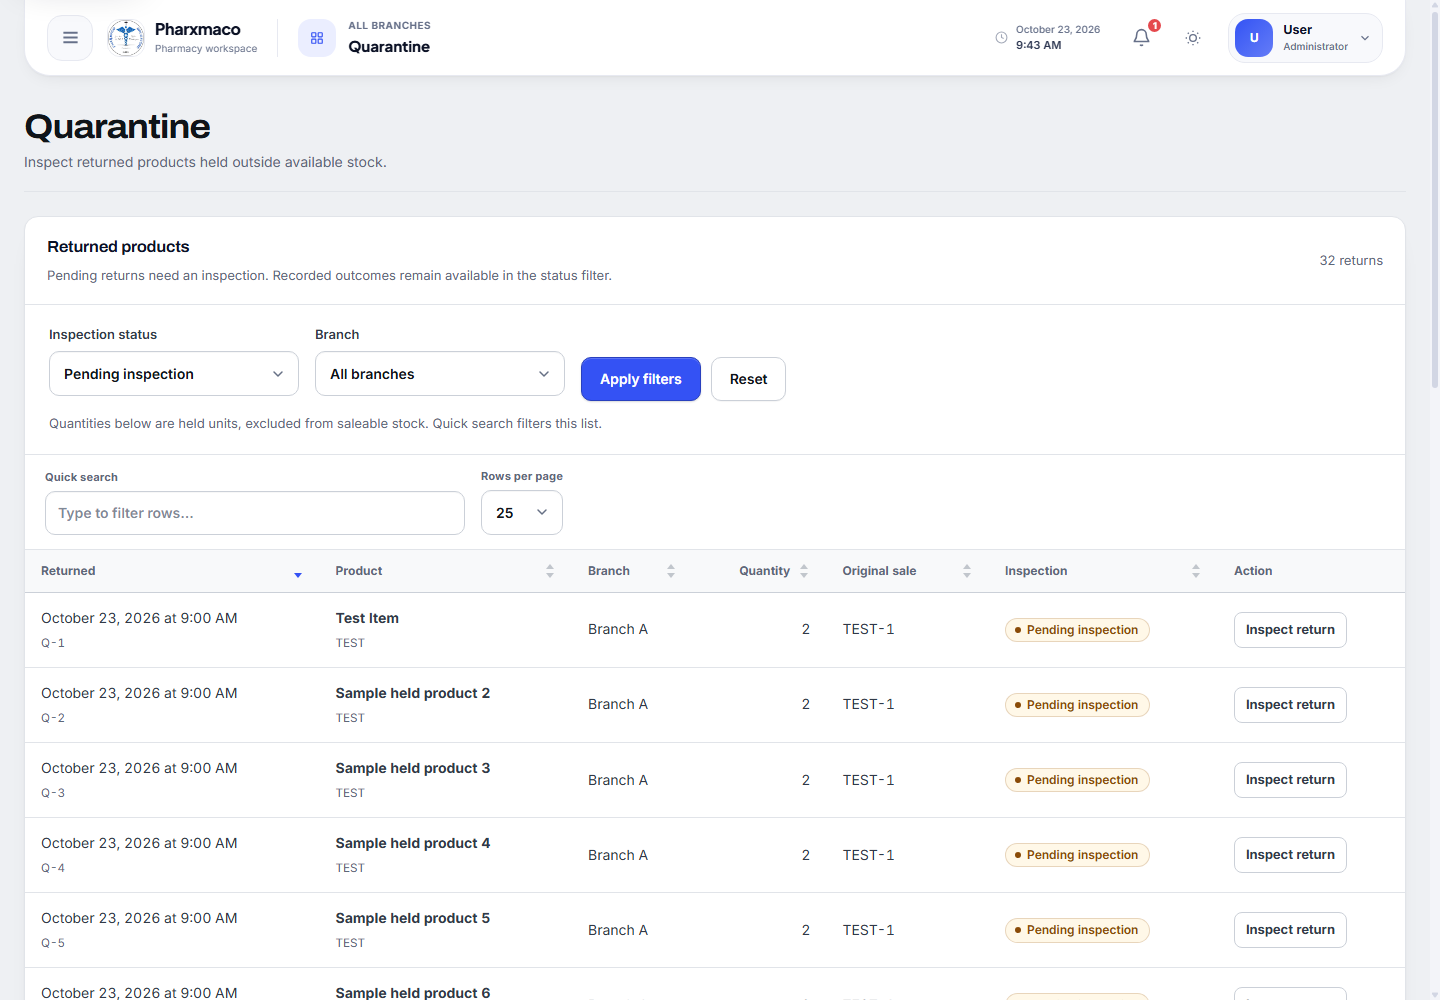 Pharxmaco
Pharmacy workspace
ALL BRANCHES
Quarantine
October 23, 2026
9:43 AM
1
U
User
Administrator
Quarantine
Inspect returned products held outside available stock.
Returned products
Pending returns need an inspection. Recorded outcomes remain available in the status filter.
32 returns
Inspection status
Branch
Pending inspection
All branches
Apply filters
Reset
Quantities below are held units, excluded from saleable stock. Quick search filters this list.
Quick search
Rows per page
Type to filter rows...
25
Returned Product Branch Quantity Original sale Inspection Action
October 23, 2026 at 9:00 AM
Q-1
Test Item
TEST
Branch A 2 TEST-1 Pending inspection Inspect return
October 23, 2026 at 9:00 AM
Q-2
Sample held product 2
TEST
Branch A 2 TEST-1 Pending inspection Inspect return
October 23, 2026 at 9:00 AM
Q-3
Sample held product 3
TEST
Branch A 2 TEST-1 Pending inspection Inspect return
October 23, 2026 at 9:00 AM
Q-4
Sample held product 4
TEST
Branch A 2 TEST-1 Pending inspection Inspect return
October 23, 2026 at 9:00 AM
Q-5
Sample held product 5
TEST
Branch A 2 TEST-1 Pending inspection Inspect return
October 23, 2026 at 9:00 AM
Sample held product 6